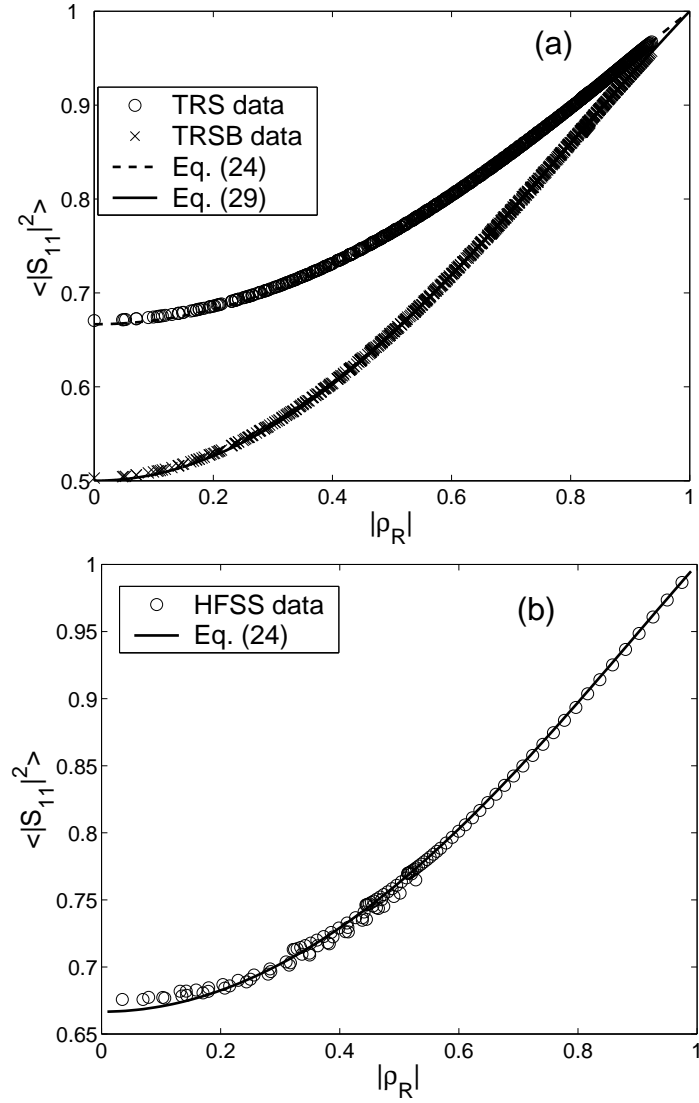 (a)
TRS data
TRSB data
Eq. (24)
Eq. (29)
1
0.9
0.8
0.7
0.6
0.5
<|S₁₁|²>
0 0.2 0.4 0.6 0.8 1
|ρ_R|
(b)
HFSS data
Eq. (24)
1
0.95
0.9
0.85
0.8
0.75
0.7
0.65
<|S₁₁|²>
0 0.2 0.4 0.6 0.8 1
|ρ_R|